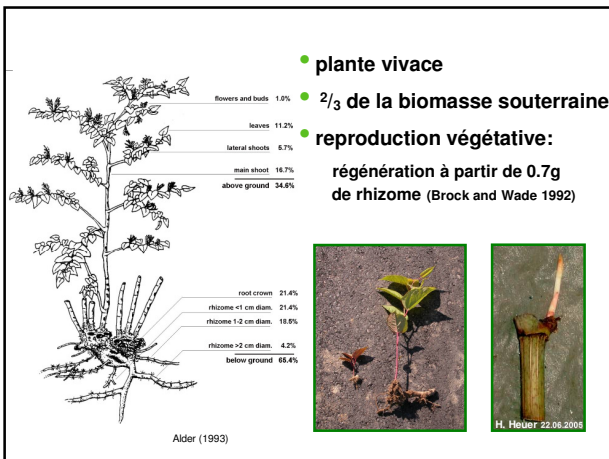 flowers and buds 1.0%
leaves 11.2%
lateral shoots 5.7%
main shoot 16.7%
above ground 34.6%
root crown 21.4%
rhizome <1 cm diam. 21.4%
rhizome 1-2 cm diam. 18.5%
rhizome >2 cm diam. 4.2%
below ground 65.4%
Alder (1993)
• plante vivace
• 2/3 de la biomasse souterraine
• reproduction végétative:
régénération à partir de 0.7g
de rhizome (Brock and Wade 1992)
H. Heuer 22.06.2005